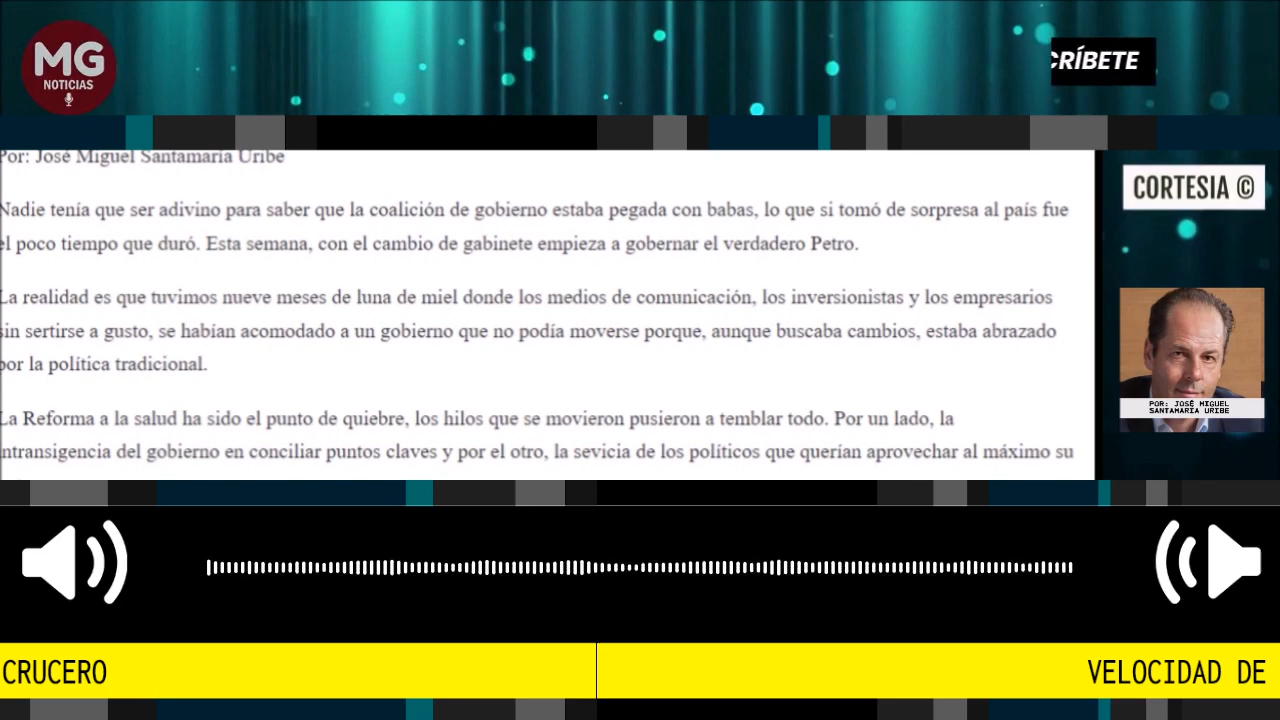 MG
NOTICIAS
CRÍBETE
Por: José Miguel Santamaría Uribe
Nadie tenía que ser adivino para saber que la coalición de gobierno estaba pegada con babas, lo que si tomó de sorpresa al país fue
el poco tiempo que duró. Esta semana, con el cambio de gabinete empieza a gobernar el verdadero Petro.
La realidad es que tuvimos nueve meses de luna de miel donde los medios de comunicación, los inversionistas y los empresarios
sin sertirse a gusto, se habían acomodado a un gobierno que no podía moverse porque, aunque buscaba cambios, estaba abrazado
por la política tradicional.
La Reforma a la salud ha sido el punto de quiebre, los hilos que se movieron pusieron a temblar todo. Por un lado, la
intransigencia del gobierno en conciliar puntos claves y por el otro, la sevicia de los políticos que querían aprovechar al máximo su
CORTESIA ©
POR: JOSÉ MIGUEL
SANTAMARÍA URIBE
CRUCERO
VELOCIDAD DE